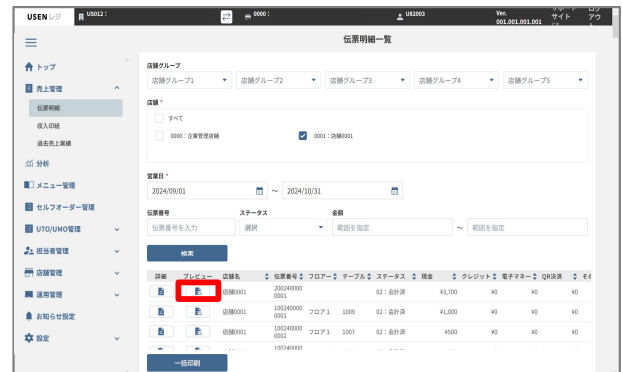 USEN レジ
US012：
0000：
U82003
Ver.
001.001.001.001
サイト
アウ
伝票明細一覧
トップ
売上管理
伝票明細
収入印紙
過去売上実績
分析
メニュー管理
セルフオーダー管理
UTO/UMO管理
担当者管理
店舗管理
運用管理
お知らせ設定
設定
店舗グループ
店舗グループ1 店舗グループ2 店舗グループ3 店舗グループ4 店舗グループ5
店舗 *
すべて
0000：企業管理店舗 0001：店舗0001
営業日 *
2024/09/01 ～ 2024/10/31
伝票番号 ステータス 金額
伝票番号を入力 選択 範囲を指定 ～ 範囲を指定
検索
詳細 プレビュー 店舗名 伝票番号 フロアー テーブル ステータス 現金 クレジット 電子マネー QR決済 その
店舗0001 200240000 0001 02：会計済 ¥3,700 ¥0 ¥0 ¥0
店舗0001 100240000 0001 フロア１ 1009 02：会計済 ¥1,000 ¥0 ¥0 ¥0
店舗0001 100240000 0002 フロア１ 1007 02：会計済 ¥500 ¥0 ¥0 ¥0
100240000
一括印刷